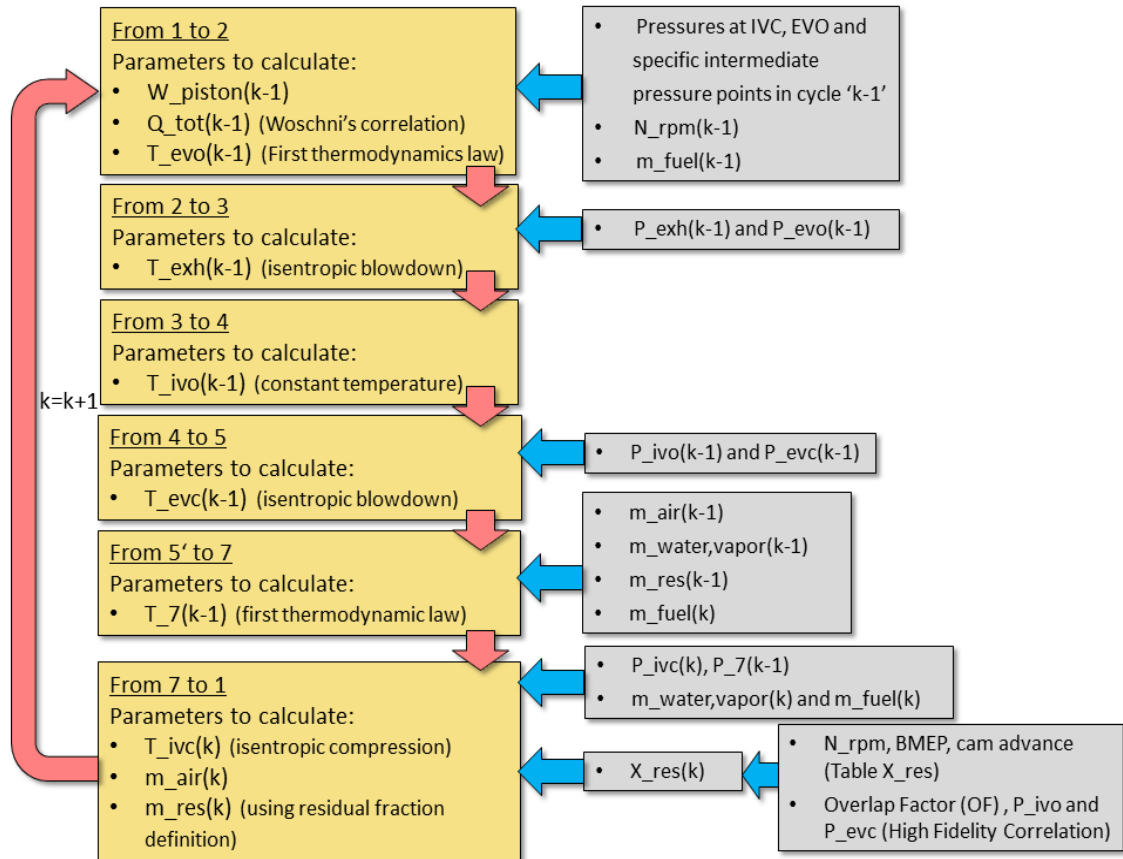 From 1 to 2
Parameters to calculate:
• W_piston(k-1)
• Q_tot(k-1) (Woschni's correlation)
• T_evo(k-1) (First thermodynamics law)
• Pressures at IVC, EVO and
specific intermediate
pressure points in cycle 'k-1'
• N_rpm(k-1)
• m_fuel(k-1)
From 2 to 3
Parameters to calculate:
• T_exh(k-1) (isentropic blowdown)
• P_exh(k-1) and P_evo(k-1)
From 3 to 4
Parameters to calculate:
• T_ivo(k-1) (constant temperature)
k=k+1
From 4 to 5
Parameters to calculate:
• T_evc(k-1) (isentropic blowdown)
• P_ivo(k-1) and P_evc(k-1)
From 5' to 7
Parameters to calculate:
• T_7(k-1) (first thermodynamic law)
• m_air(k-1)
• m_water,vapor(k-1)
• m_res(k-1)
• m_fuel(k)
From 7 to 1
Parameters to calculate:
• T_ivc(k) (isentropic compression)
• m_air(k)
• m_res(k) (using residual fraction
definition)
• P_ivc(k), P_7(k-1)
• m_water,vapor(k) and m_fuel(k)
• X_res(k)
• N_rpm, BMEP, cam advance
(Table X_res)
• Overlap Factor (OF) , P_ivo and
P_evc (High Fidelity Correlation)